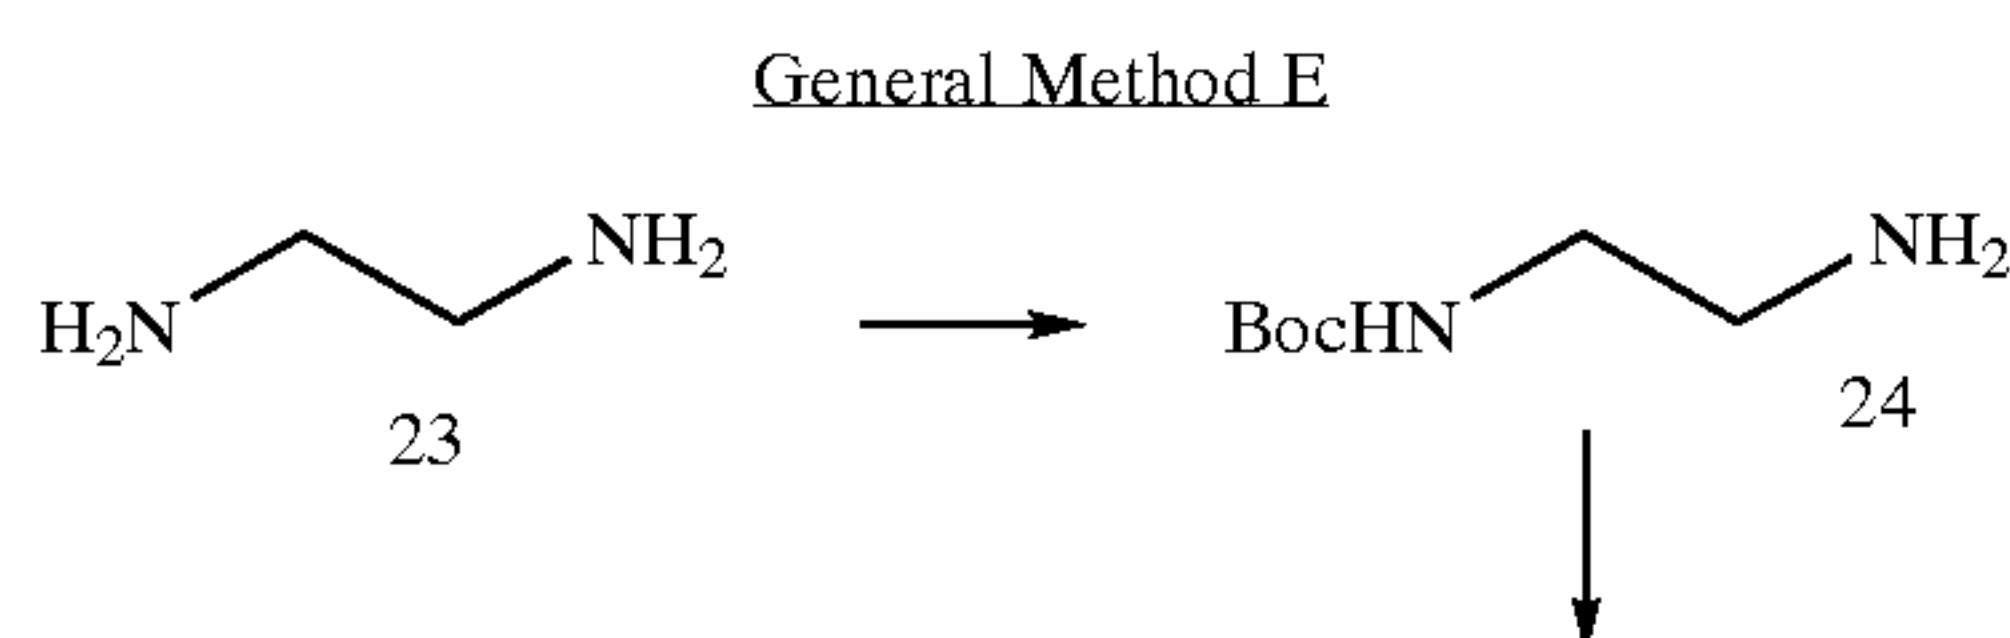 General Method E
H₂N NH₂
23
BocHN NH₂
24